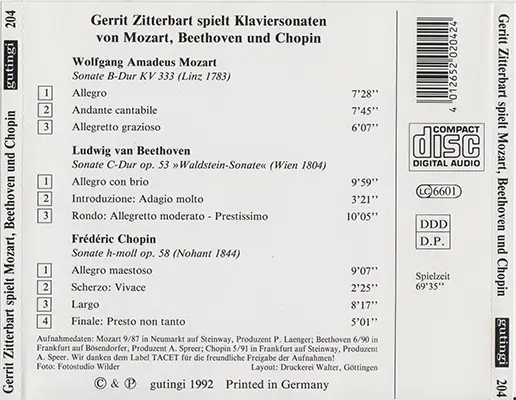 Gerrit Zitterbart spielt Klaviersonaten
von Mozart, Beethoven und Chopin
Wolfgang Amadeus Mozart
Sonate B-Dur KV 333 (Linz 1783)
1 Allegro 7'28''
2 Andante cantabile 7'45''
3 Allegretto grazioso 6'07''
Ludwig van Beethoven
Sonate C-Dur op. 53 »Waldstein-Sonate« (Wien 1804)
1 Allegro con brio 9'59''
2 Introduzione: Adagio molto 3'21''
3 Rondo: Allegretto moderato - Prestissimo 10'05''
Frédéric Chopin
Sonate h-moll op. 58 (Nohant 1844)
1 Allegro maestoso 9'07''
2 Scherzo: Vivace 2'25''
3 Largo 8'17''
4 Finale: Presto non tanto 5'01''
Aufnahmedaten: Mozart 9/87 in Neumarkt auf Steinway, Produzent P. Laenger; Beethoven 6/90 in
Frankfurt auf Bösendorfer, Produzent A. Spreer; Chopin 5/91 in Frankfurt auf Steinway, Produzent
A. Speer. Wir danken dem Label TACET für die freundliche Freigabe der Aufnahmen!
Foto: Fotostudio Wilder Layout: Druckerei Walter, Göttingen
© & ℗ gutingi 1992 Printed in Germany
4 012652 020424
COMPACT
disc
DIGITAL AUDIO
LC 6601
DDD
D.P.
Spielzeit
69'35''
Gerrit Zitterbart spielt Mozart, Beethoven und Chopin gutingi 204
Gerrit Zitterbart spielt Mozart, Beethoven und Chopin gutingi 204